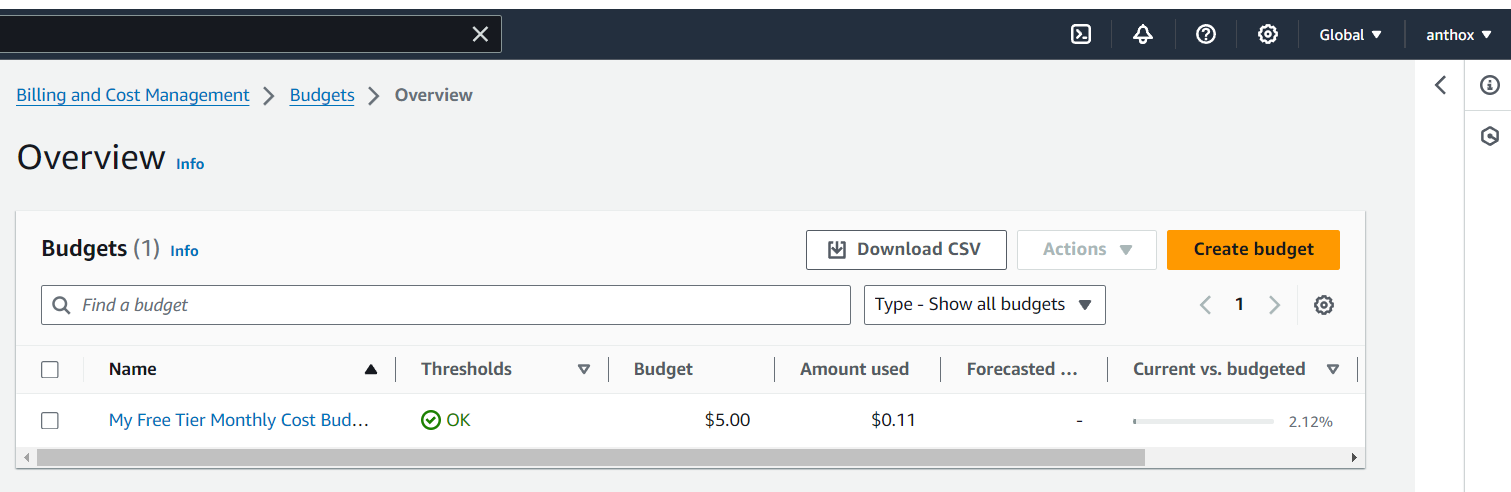 Global anthox
Billing and Cost Management Budgets Overview
Overview Info
Budgets (1) Info Download CSV Actions Create budget
Find a budget Type - Show all budgets 1
Name Thresholds Budget Amount used Forecasted ... Current vs. budgeted
My Free Tier Monthly Cost Bud... OK $5.00 $0.11 - 2.12%